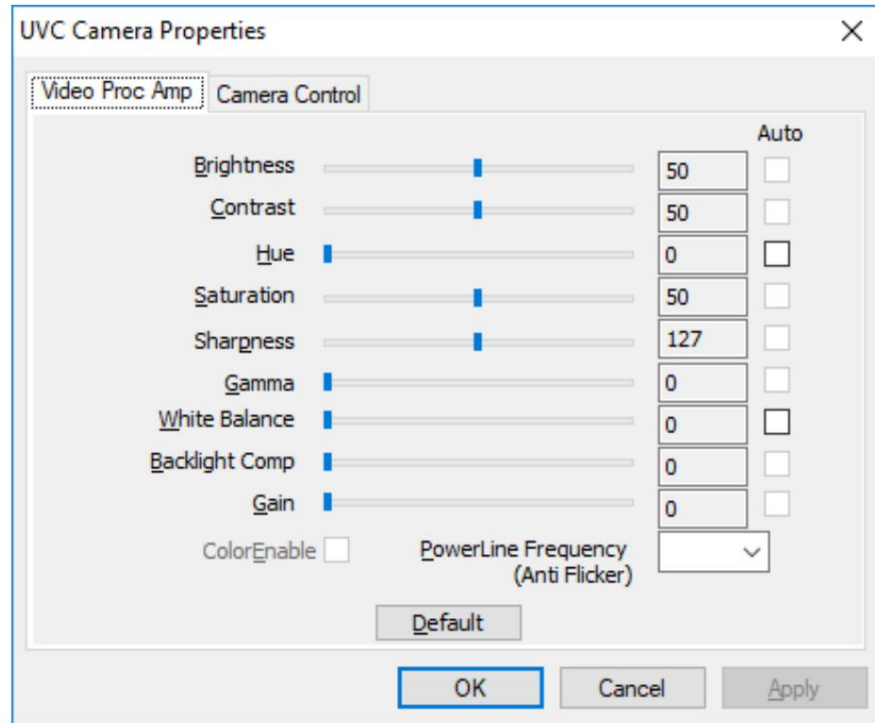 UVC Camera Properties
Video Proc Amp Camera Control
Auto
Brightness 50
Contrast 50
Hue 0
Saturation 50
Sharpness 127
Gamma 0
White Balance 0
Backlight Comp 0
Gain 0
ColorEnable PowerLine Frequency
(Anti Flicker)
Default
OK Cancel Apply